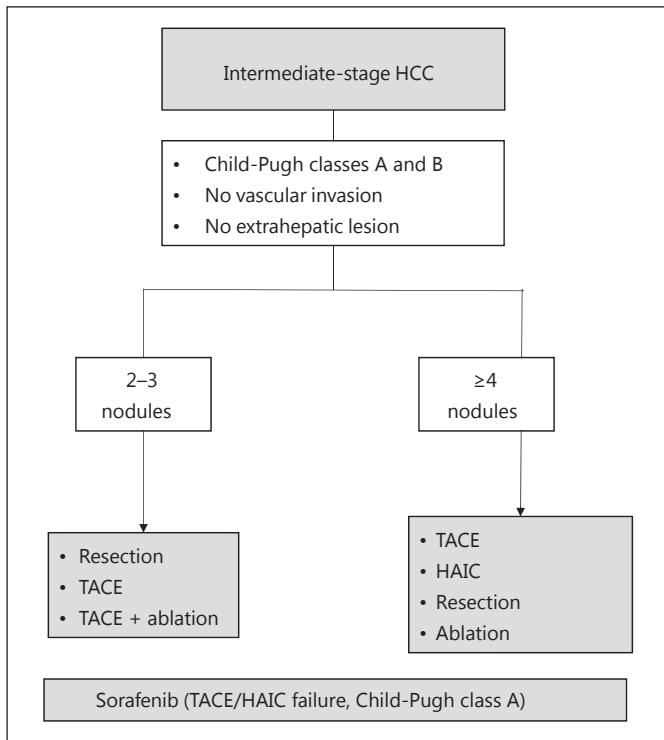 Intermediate-stage HCC
• Child-Pugh classes A and B
• No vascular invasion
• No extrahepatic lesion
2–3
nodules
≥4
nodules
• Resection
• TACE
• TACE + ablation
• TACE
• HAIC
• Resection
• Ablation
Sorafenib (TACE/HAIC failure, Child-Pugh class A)